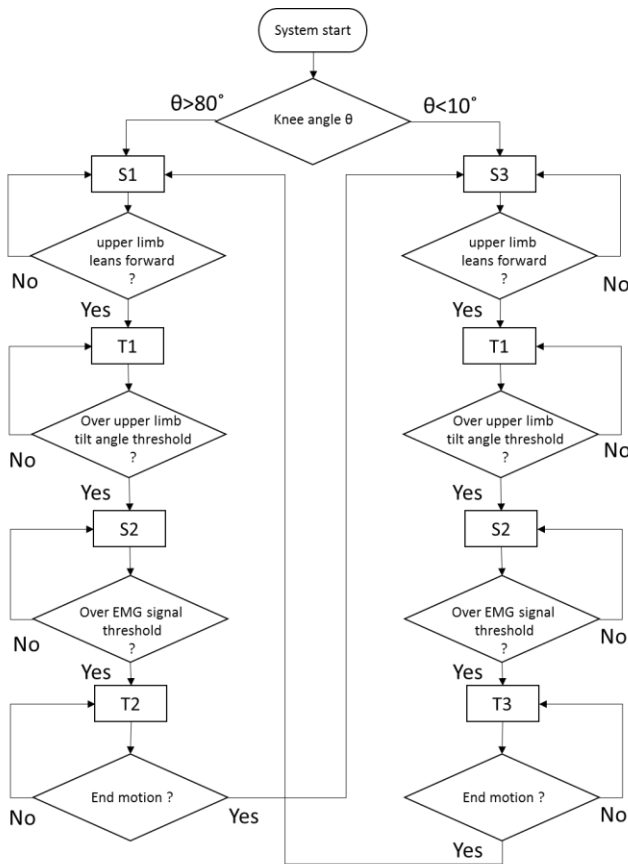 System start
Knee angle θ
θ>80°
θ<10°
S1
S3
upper limb
leans forward
?
No
Yes
upper limb
leans forward
?
No
Yes
T1
T1
Over upper limb
tilt angle threshold
?
No
Yes
Over upper limb
tilt angle threshold
?
No
Yes
S2
S2
Over EMG signal
threshold
?
No
Yes
Over EMG signal
threshold
?
No
Yes
T2
T3
End motion ?
No
Yes
End motion ?
No
Yes